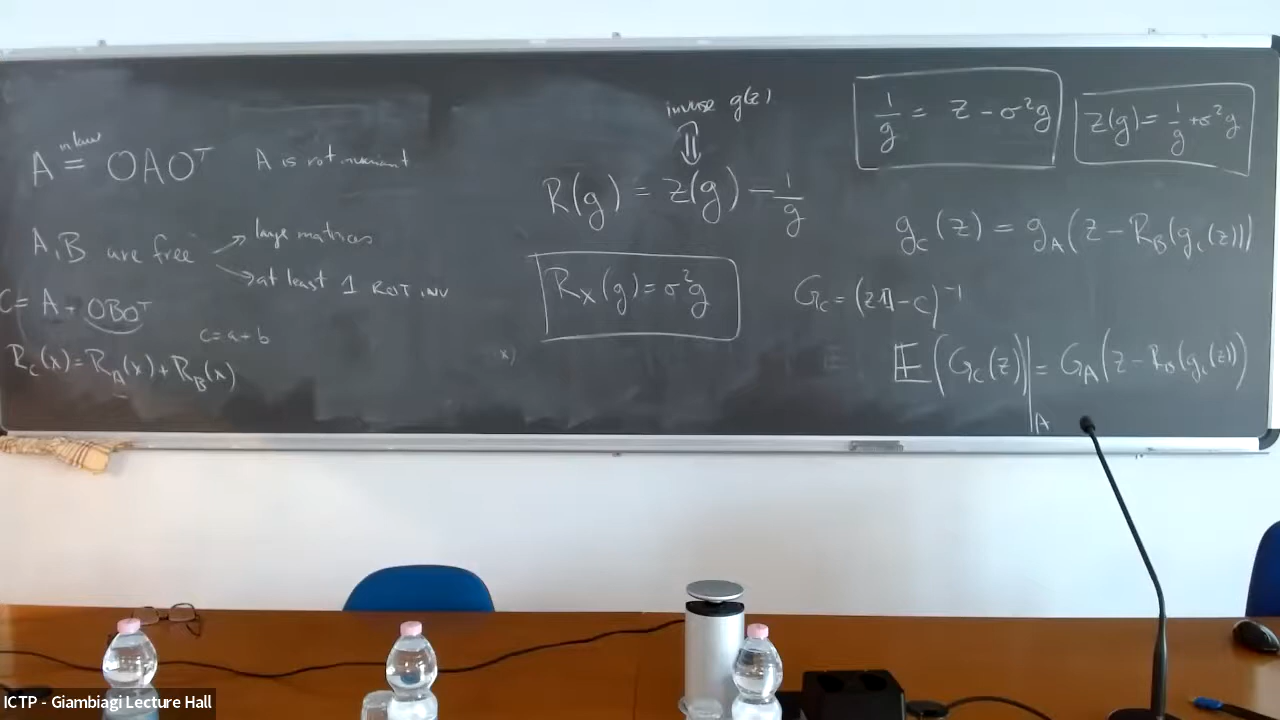 A =^{in law} OAO^T A is rot invariant
A, B are free → large matrices
→ at least 1 ROT. INV
C = A + OBO^T
c = a + b
R_C(x) = R_A(x) + R_B(x)
inverse g(z)
⇓
R(g) = z(g) - 1/g
R_X(g) = σ²g
x)
1/g = z - σ²g
z(g) = 1/g + σ²g
g_c(z) = g_A(z - R_B(g_c(z)))
G_C = (z𝟙 - C)^{-1}
𝔼(G_C(z))|_A = G_A(z - R_B(g_c(z)))
ICTP - Giambiagi Lecture Hall